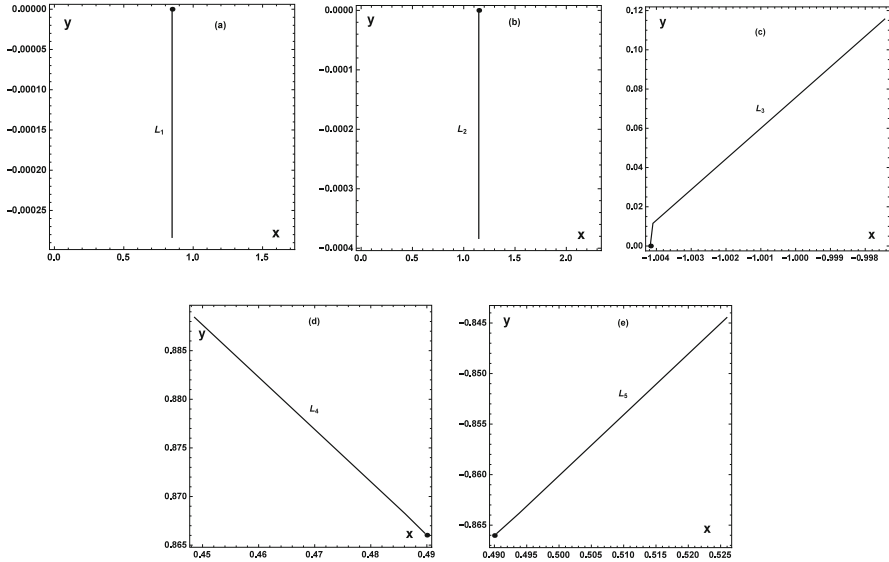 0.00000
y
(a)
−0.00005
−0.00010
−0.00015
L1
−0.00020
−0.00025
x
0.0 0.5 1.0 1.5
0.0000
y
(b)
−0.0001
−0.0002
L2
−0.0003
x
−0.0004
0.0 0.5 1.0 1.5 2.0
0.12
y
(c)
0.10
0.08
L3
0.06
0.04
0.02
x
0.00
−1.004 −1.003 −1.002 −1.001 −1.000 −0.999 −0.998
(d)
y
0.885
0.880
L4
0.875
0.870
x
0.865
0.45 0.46 0.47 0.48 0.49
y
(e)
−0.845
−0.850
L5
−0.855
−0.860
−0.865
x
0.490 0.495 0.500 0.505 0.510 0.515 0.520 0.525